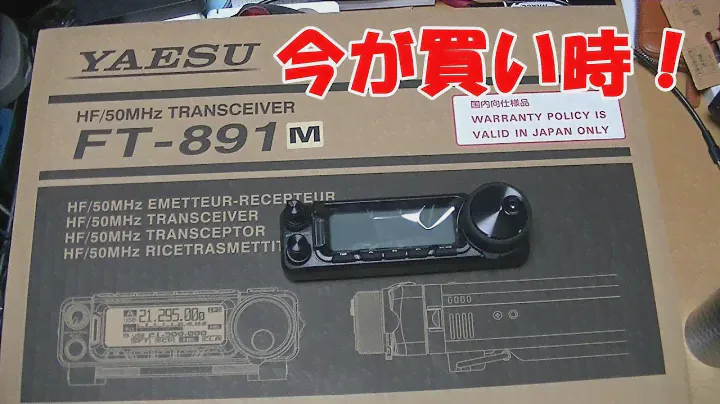 YAESU
今が買い時！
HF/50MHz TRANSCEIVER
FT-891 M
国内向仕様品
WARRANTY POLICY IS
VALID IN JAPAN ONLY
HF/50MHz EMETTEUR-RECEPTEUR
HF/50MHz TRANSCEIVER
HF/50MHz TRANSCEPTOR
HF/50MHz RICETRASMETTIT
21.295.00